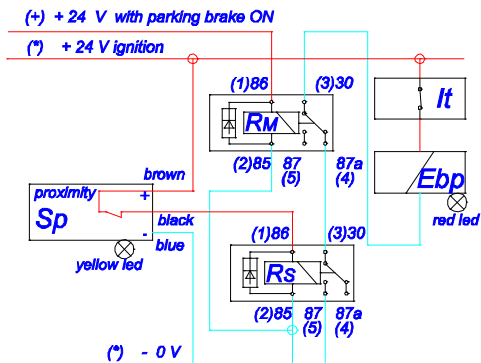 (+) + 24 V with parking brake ON
(*) + 24 V ignition
(1)86 (3)30
It
RM
(2)85 87 87a
(5) (4)
Ebp
red led
brown
proximity +
Sp
black
-
blue
yellow led
(1)86 (3)30
Rs
(2)85 87 87a
(5) (4)
(*) - 0 V